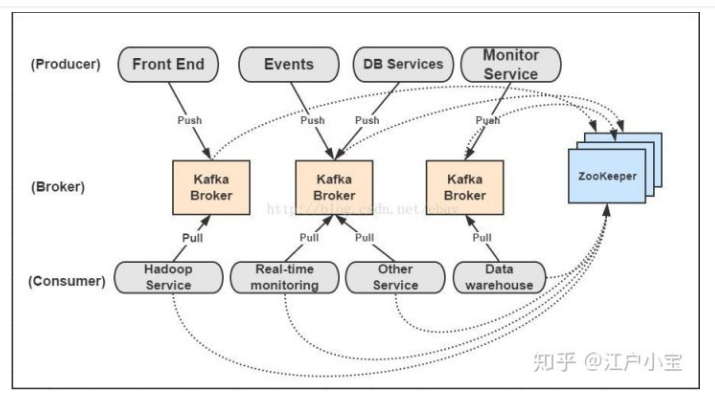 (Producer)
Front End
Events
DB Services
Monitor
Service
Push
Push
Push
Push
(Broker)
Kafka
Broker
Kafka
Broker
Kafka
Broker
ZooKeeper
http://blog.csdn.net/ebay
Pull
Pull
Pull
Pull
(Consumer)
Hadoop
Service
Real-time
monitoring
Other
Service
Data
warehouse
知乎 @江户小宝